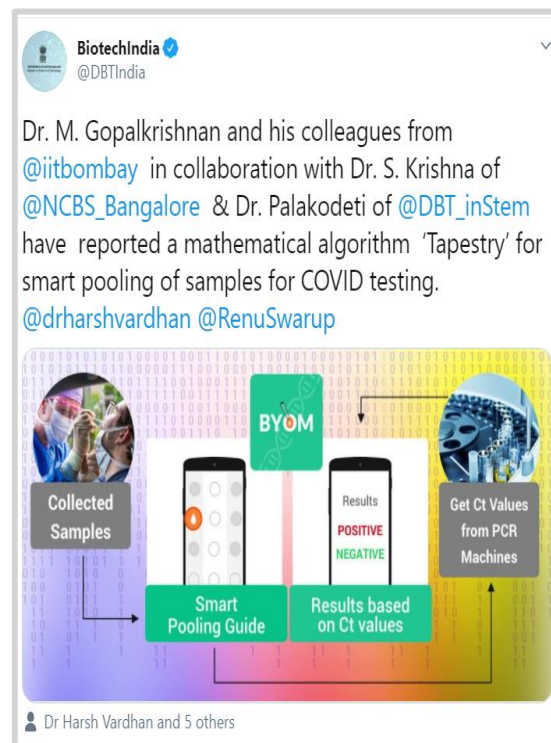 BiotechIndia
@DBTIndia
Dr. M. Gopalkrishnan and his colleagues from
@iitbombay in collaboration with Dr. S. Krishna of
@NCBS_Bangalore & Dr. Palakodeti of @DBT_inStem
have reported a mathematical algorithm ‘Tapestry’ for
smart pooling of samples for COVID testing.
@drharshvardhan @RenuSwarup
BYOM
Collected
Samples
Smart
Pooling Guide
Results
POSITIVE
NEGATIVE
Results based
on Ct values
Get Ct Values
from PCR
Machines
Dr Harsh Vardhan and 5 others